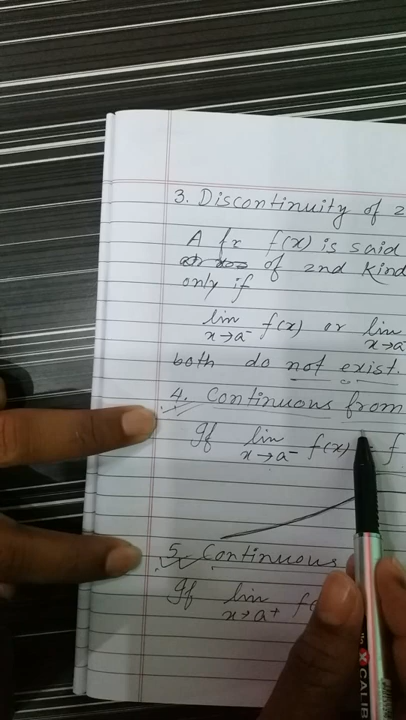 3. Discontinuity of 2
A fx f(x) is said
of 2nd Kind
only if
lim x→a⁻ f(x) or lim x→a
both do not exist.
4. Continuous from
If lim x→a⁻ f(x) f
5. Continuous
If lim x→a⁺ f(